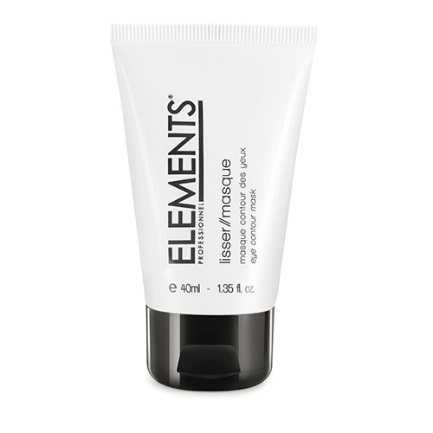 ELEMENTS®
PROFESSIONNEL
lisser//masque
masque contour des yeux
eye contour mask
e 40ml - 1.35 fl. oz.